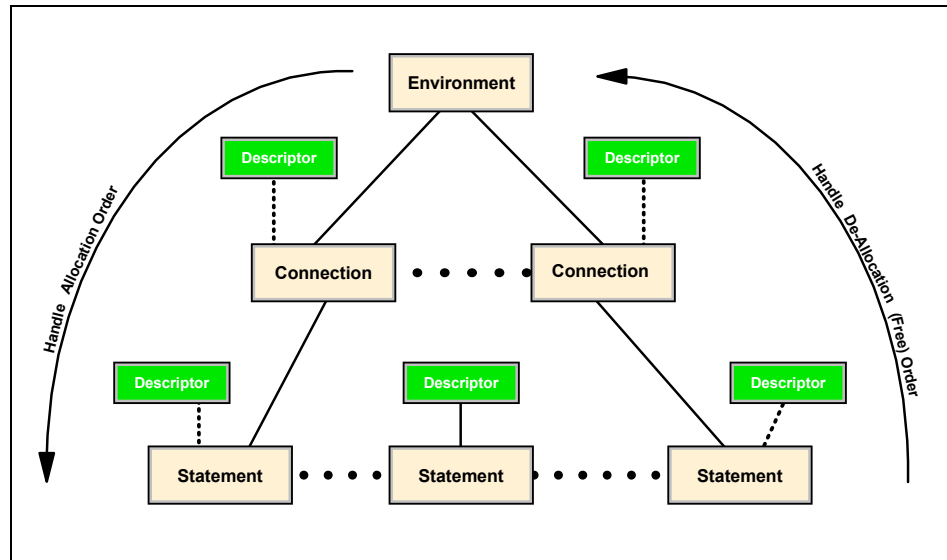 Environment
Descriptor
Descriptor
Handle Allocation Order
Handle De-Allocation (Free) Order
Connection
Connection
Descriptor
Descriptor
Descriptor
Statement
Statement
Statement